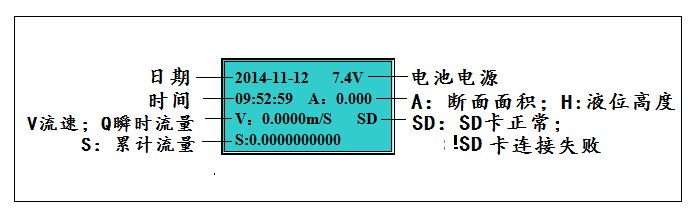 日期 2014-11-12 7.4V 电池电源
时间 09:52:59 A: 0.000 A: 断面面积; H:液位高度
V流速; Q瞬时流量 V: 0.0000m/S SD SD: SD卡正常;
S: 累计流量 S:0.0000000000 :!SD 卡连接失败